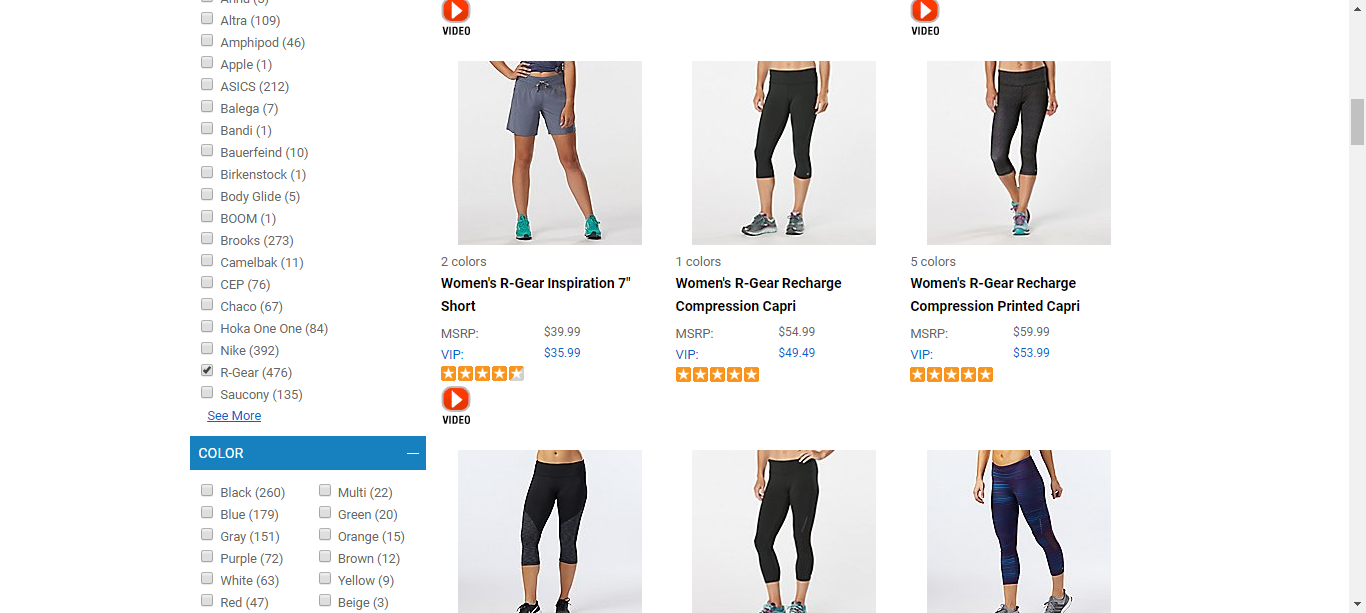 Altra (109)
Amphipod (46)
Apple (1)
ASICS (212)
Balega (7)
Bandi (1)
Bauerfeind (10)
Birkenstock (1)
Body Glide (5)
BOOM (1)
Brooks (273)
Camelbak (11)
CEP (76)
Chaco (67)
Hoka One One (84)
Nike (392)
R-Gear (476)
Saucony (135)
See More
COLOR
Black (260)
Multi (22)
Blue (179)
Green (20)
Gray (151)
Orange (15)
Purple (72)
Brown (12)
White (63)
Yellow (9)
Red (47)
Beige (3)
VIDEO
VIDEO
2 colors
Women's R-Gear Inspiration 7"
Short
MSRP: $39.99
VIP: $35.99
VIDEO
1 colors
Women's R-Gear Recharge
Compression Capri
MSRP: $54.99
VIP: $49.49
5 colors
Women's R-Gear Recharge
Compression Printed Capri
MSRP: $59.99
VIP: $53.99